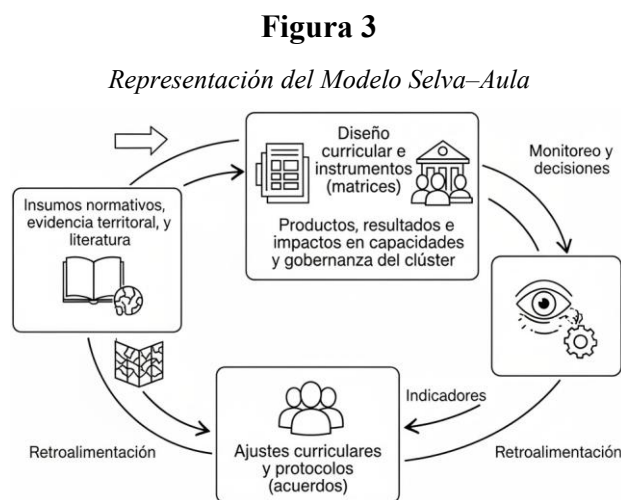 Figura 3
Representación del Modelo Selva–Aula
Diseño
curricular e
instrumentos
(matrices)
Productos, resultados e
impactos en capacidades
y gobernanza del clúster
Monitoreo y
decisiones
Insumos normativos,
evidencia territorial, y
literatura
Indicadores
Ajustes curriculares
y protocolos
(acuerdos)
Retroalimentación
Retroalimentación